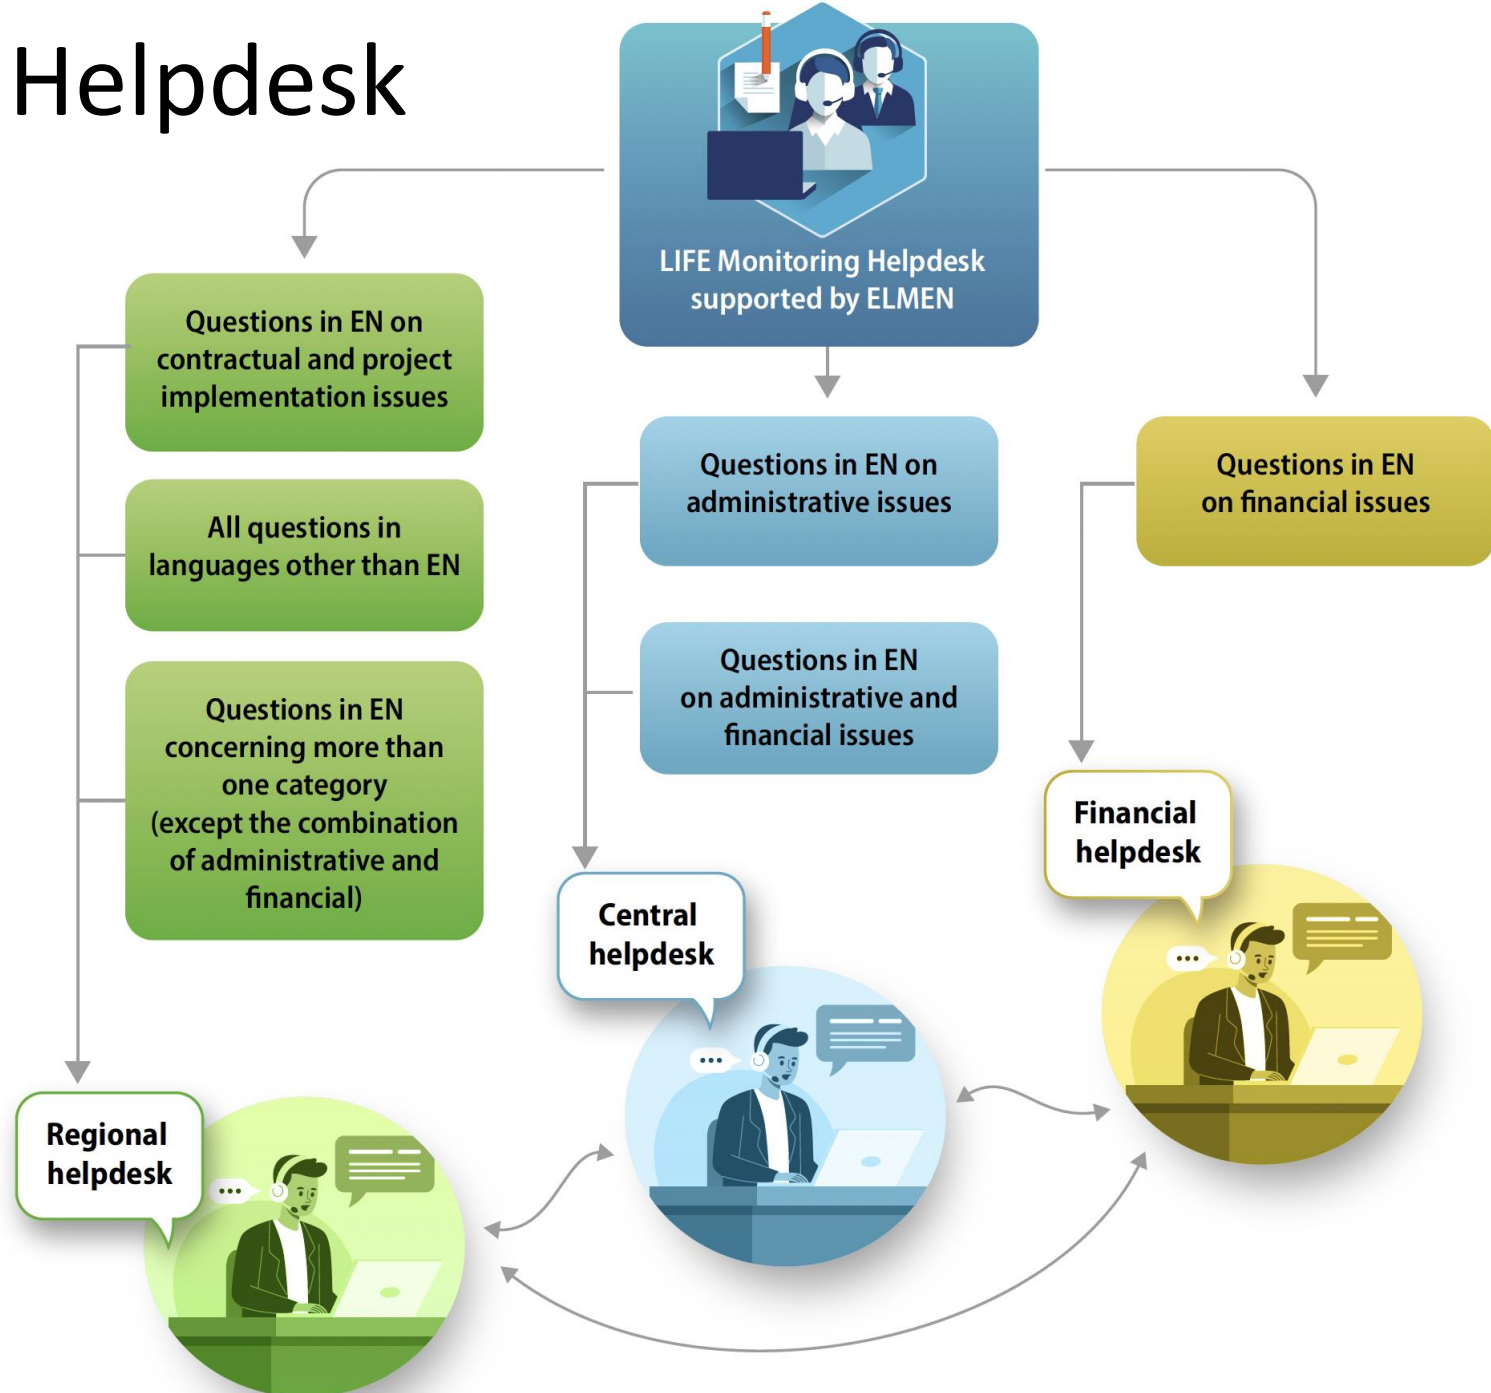 Helpdesk
LIFE Monitoring Helpdesk
supported by ELMEN
Questions in EN on
contractual and project
implementation issues
All questions in
languages other than EN
Questions in EN
concerning more than
one category
(except the combination
of administrative and
financial)
Questions in EN on
administrative issues
Questions in EN
on administrative and
financial issues
Questions in EN
on financial issues
Financial
helpdesk
Central
helpdesk
Regional
helpdesk